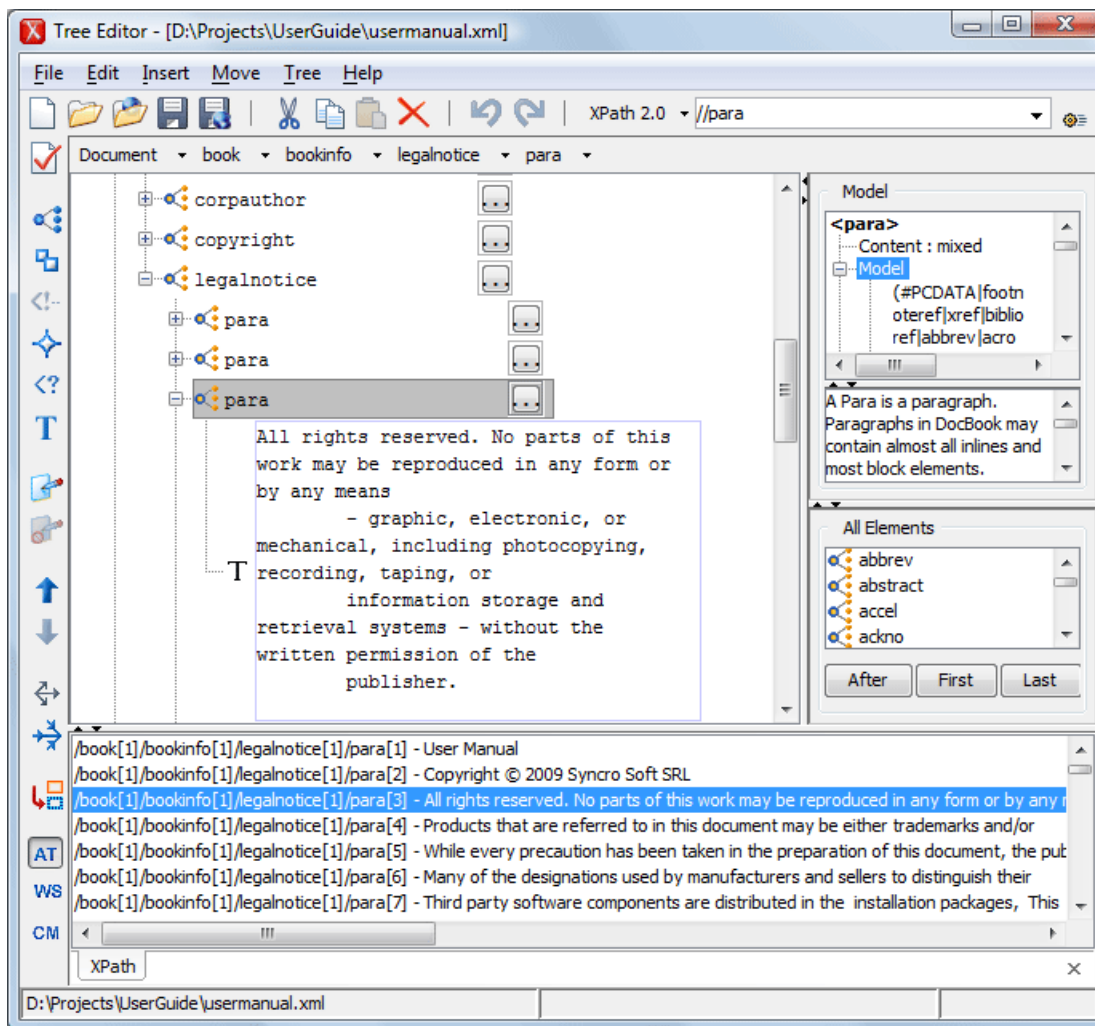 Tree Editor - [D:\Projects\UserGuide\usermanual.xml]
File Edit Insert Move Tree Help
XPath 2.0 //para
Document book bookinfo legalnotice para
corpauthor ...
copyright ...
legalnotice ...
para ...
para ...
para ...
All rights reserved. No parts of this
work may be reproduced in any form or
by any means
- graphic, electronic, or
mechanical, including photocopying,
T recording, taping, or
information storage and
retrieval systems - without the
written permission of the
publisher.
Model
<para>
Content : mixed
Model
(#PCDATA|footn
oteref|xref|biblio
ref|abbrev|acro
A Para is a paragraph.
Paragraphs in DocBook may
contain almost all inlines and
most block elements.
All Elements
abbrev
abstract
accel
ackno
After First Last
<!--
<?
T
AT
WS
CM
/book[1]/bookinfo[1]/legalnotice[1]/para[1] - User Manual
/book[1]/bookinfo[1]/legalnotice[1]/para[2] - Copyright © 2009 Syncro Soft SRL
/book[1]/bookinfo[1]/legalnotice[1]/para[3] - All rights reserved. No parts of this work may be reproduced in any form or by any
/book[1]/bookinfo[1]/legalnotice[1]/para[4] - Products that are referred to in this document may be either trademarks and/or
/book[1]/bookinfo[1]/legalnotice[1]/para[5] - While every precaution has been taken in the preparation of this document, the pub
/book[1]/bookinfo[1]/legalnotice[1]/para[6] - Many of the designations used by manufacturers and sellers to distinguish their
/book[1]/bookinfo[1]/legalnotice[1]/para[7] - Third party software components are distributed in the installation packages, This
XPath
D:\Projects\UserGuide\usermanual.xml